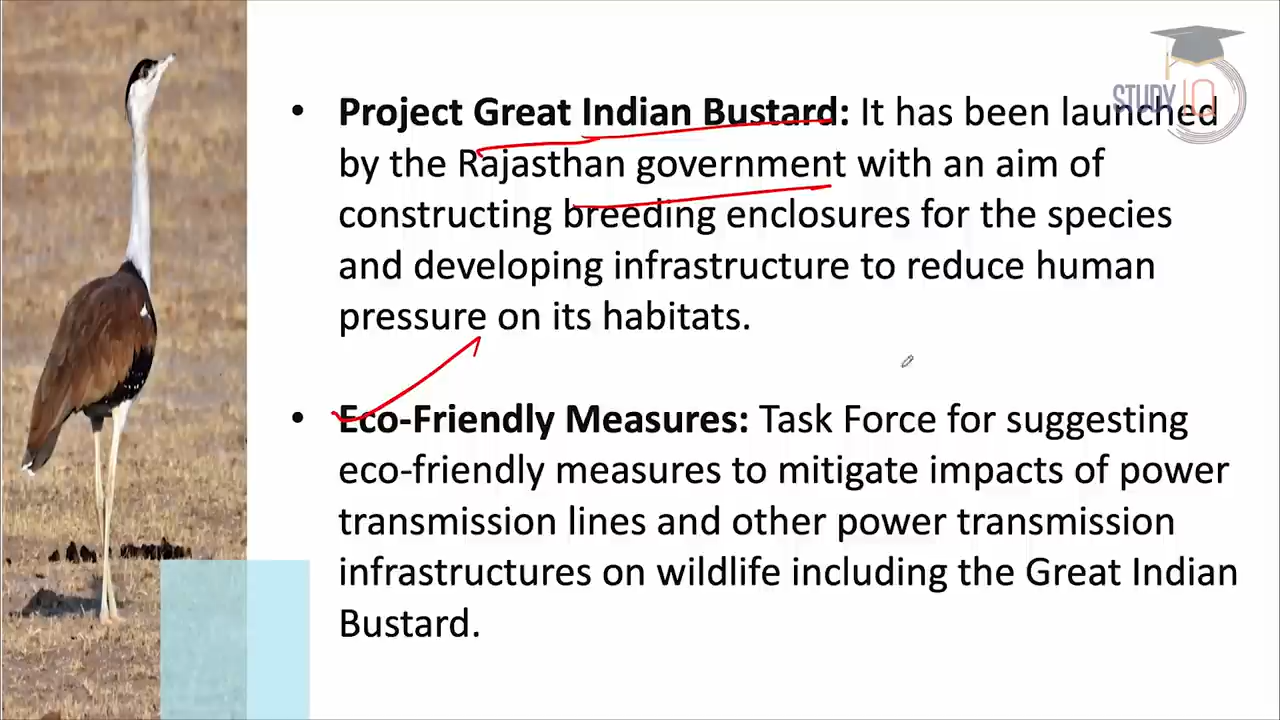 STUDY IQ
• Project Great Indian Bustard: It has been launched
by the Rajasthan government with an aim of
constructing breeding enclosures for the species
and developing infrastructure to reduce human
pressure on its habitats.
• Eco-Friendly Measures: Task Force for suggesting
eco-friendly measures to mitigate impacts of power
transmission lines and other power transmission
infrastructures on wildlife including the Great Indian
Bustard.